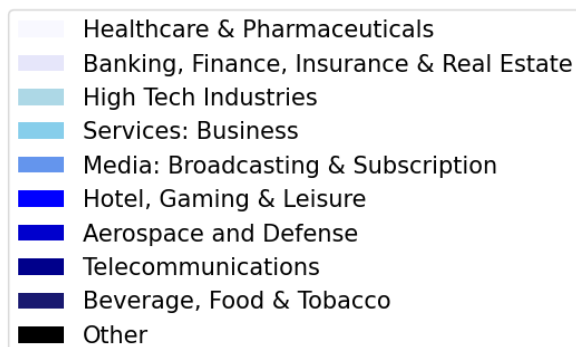 Healthcare & Pharmaceuticals
Banking, Finance, Insurance & Real Estate
High Tech Industries
Services: Business
Media: Broadcasting & Subscription
Hotel, Gaming & Leisure
Aerospace and Defense
Telecommunications
Beverage, Food & Tobacco
Other